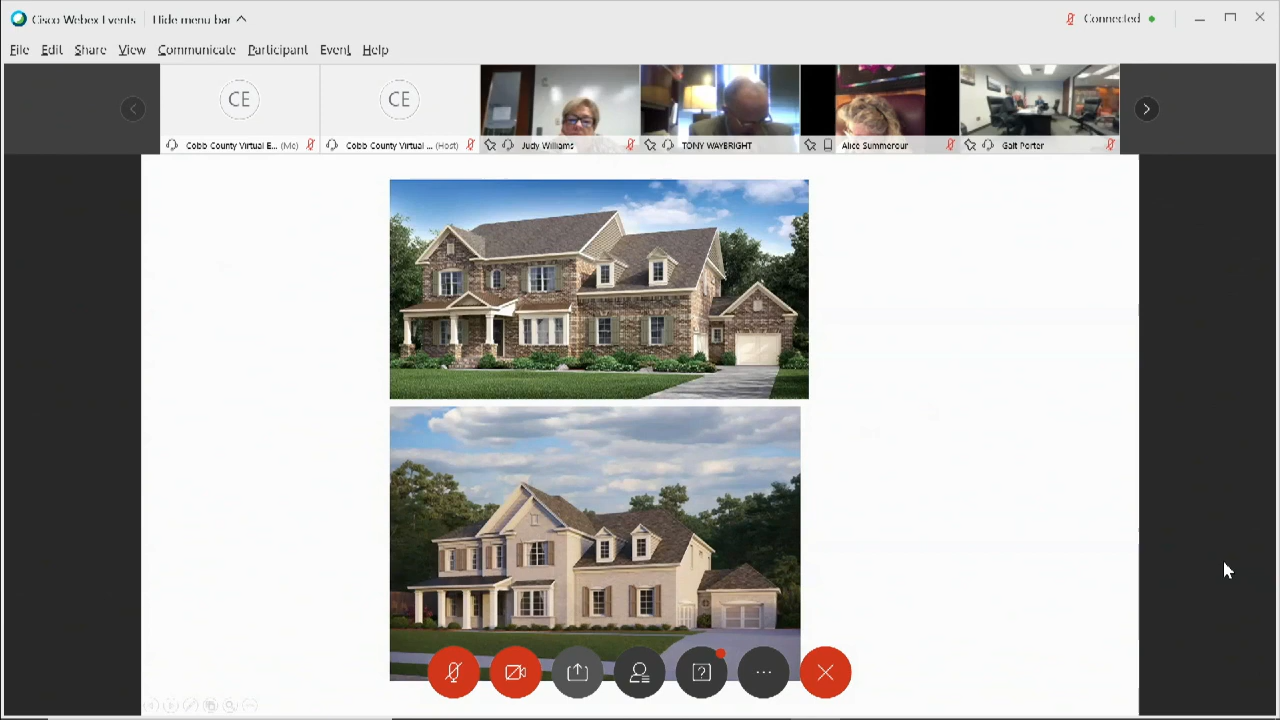 Cisco Webex Events Hide menu bar Connected
File Edit Share View Communicate Participant Event Help
CE CE
Cobb County Virtual E... (Me) Cobb County Virtual ... (Host) Judy Williams TONY WAYBRIGHT Alice Summerour Galt Porter